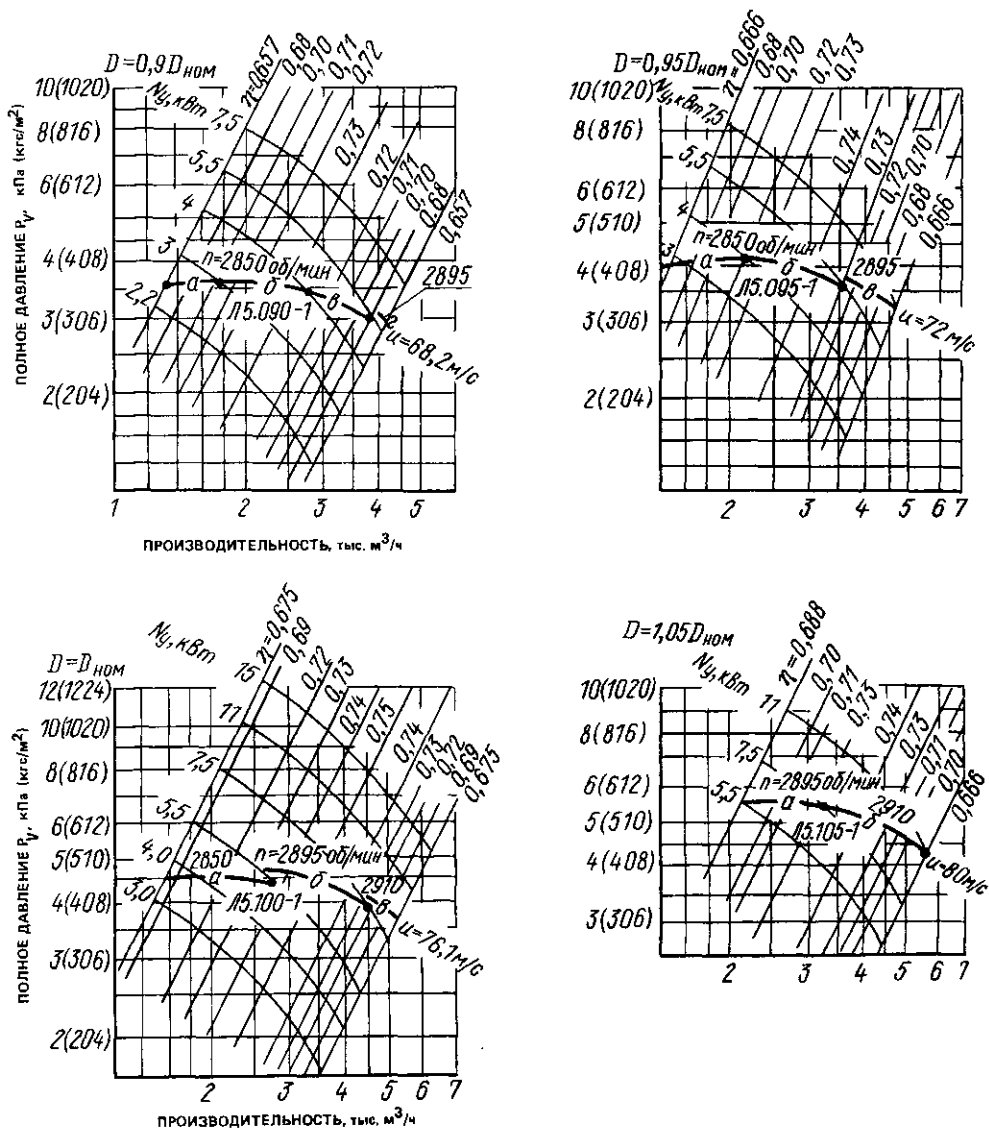 D=0,9Dном
Nу, кВт
7,5
5,5
4
3
2,2
η=0,657
0,68
0,70
0,71
0,72
0,73
0,72
0,71
0,70
0,68
0,657
10(1020)
8(816)
6(612)
4(408)
3(306)
2(204)
ПОЛНОЕ ДАВЛЕНИЕ Pv, кПа (кгс/м²)
n=2850 об/мин
2895
а
б
в
Л5.090-1
u=68,2м/с
1
2
3
4
5
ПРОИЗВОДИТЕЛЬНОСТЬ, тыс. м³/ч
D=0,95Dном
Nу, кВт
7,5
5,5
4
3
η=0,666
0,68
0,70
0,72
0,73
0,74
0,73
0,72
0,70
0,68
0,666
10(1020)
8(816)
6(612)
5(510)
4(408)
3(306)
2(204)
n=2850 об/мин
2895
а
б
в
Л5.095-1
u=72м/с
2
3
4
5
6
7
D=Dном
Nу, кВт
15
11
7,5
5,5
4,0
3,0
η=0,675
0,69
0,72
0,73
0,74
0,75
0,74
0,73
0,72
0,69
0,675
12(1224)
10(1020)
8(816)
6(612)
5(510)
4(408)
3(306)
2(204)
ПОЛНОЕ ДАВЛЕНИЕ Pv, кПа (кгс/м²)
2850
n=2895 об/мин
2910
а
б
в
Л5.100-1
u=76,1м/с
2
3
4
5
6
7
ПРОИЗВОДИТЕЛЬНОСТЬ, тыс. м³/ч
D=1,05Dном
Nу, кВт
11
7,5
5,5
η=0,688
0,70
0,71
0,73
0,74
0,73
0,71
0,70
0,666
10(1020)
8(816)
6(612)
5(510)
4(408)
3(306)
n=2895об/мин
2910
а
б
Л5.105-1
u=80м/с
2
3
4
5
6
7